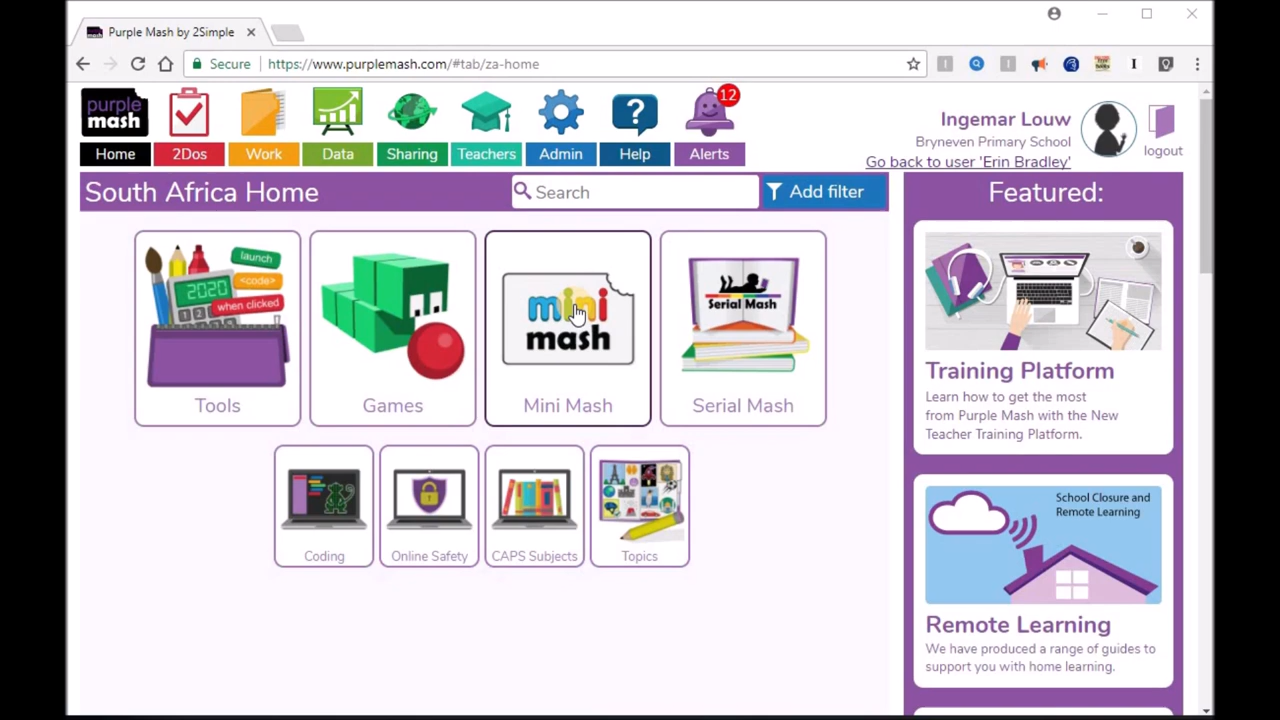 Purple Mash by 2Simple
Secure
https://www.purplemash.com/#tab/za-home
purple
mash
12
Home
2Dos
Work
Data
Sharing
Teachers
Admin
Help
Alerts
Ingemar Louw
Bryneven Primary School
Go back to user 'Erin Bradley'
logout
South Africa Home
Search
Add filter
Featured:
launch
<code>
when clicked
2020
1 2
Tools
Games
mini
mash
Mini Mash
Serial Mash
Serial Mash
Coding
Online Safety
CAPS Subjects
Topics
Training Platform
Learn how to get the most
from Purple Mash with the New
Teacher Training Platform.
School Closure and
Remote Learning
Remote Learning
We have produced a range of guides to
support you with home learning.